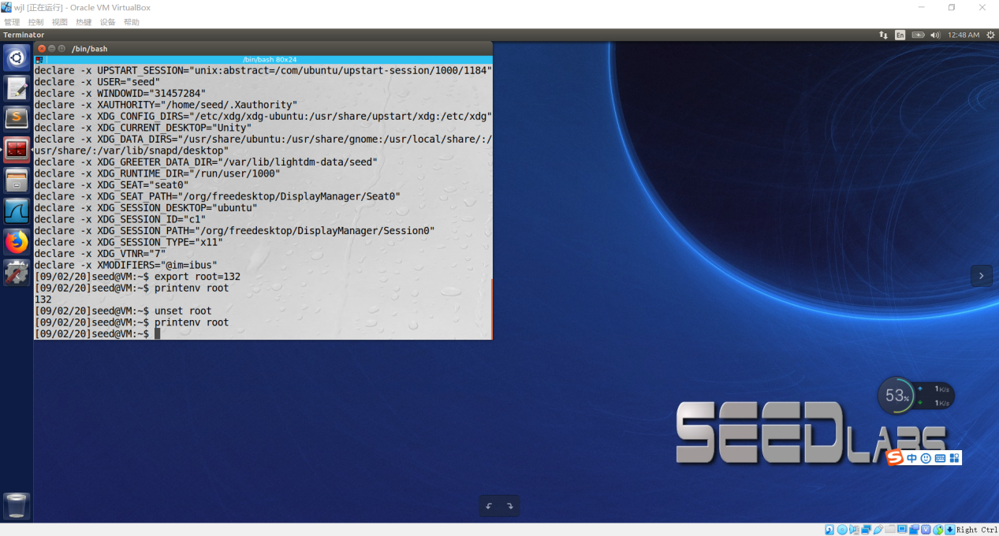 wjl [正在运行] - Oracle VM VirtualBox
管理 控制 视图 热键 设备 帮助
Terminator
En
12:48 AM
/bin/bash
/bin/bash 80x24
declare -x UPSTART_SESSION="unix:abstract=/com/ubuntu/upstart-session/1000/1184"
declare -x USER="seed"
declare -x WINDOWID="31457284"
declare -x XAUTHORITY="/home/seed/.Xauthority"
declare -x XDG_CONFIG_DIRS="/etc/xdg/xdg-ubuntu:/usr/share/upstart/xdg:/etc/xdg"
declare -x XDG_CURRENT_DESKTOP="Unity"
declare -x XDG_DATA_DIRS="/usr/share/ubuntu:/usr/share/gnome:/usr/local/share/:/
usr/share/:/var/lib/snapd/desktop"
declare -x XDG_GREETER_DATA_DIR="/var/lib/lightdm-data/seed"
declare -x XDG_RUNTIME_DIR="/run/user/1000"
declare -x XDG_SEAT="seat0"
declare -x XDG_SEAT_PATH="/org/freedesktop/DisplayManager/Seat0"
declare -x XDG_SESSION_DESKTOP="ubuntu"
declare -x XDG_SESSION_ID="c1"
declare -x XDG_SESSION_PATH="/org/freedesktop/DisplayManager/Session0"
declare -x XDG_SESSION_TYPE="x11"
declare -x XDG_VTNR="7"
declare -x XMODIFIERS="@im=ibus"
[09/02/20]seed@VM:~$ export root=132
[09/02/20]seed@VM:~$ printenv root
132
[09/02/20]seed@VM:~$ unset root
[09/02/20]seed@VM:~$ printenv root
[09/02/20]seed@VM:~$
53%
1K/s
1K/s
SEEDLABS
中
Right Ctrl